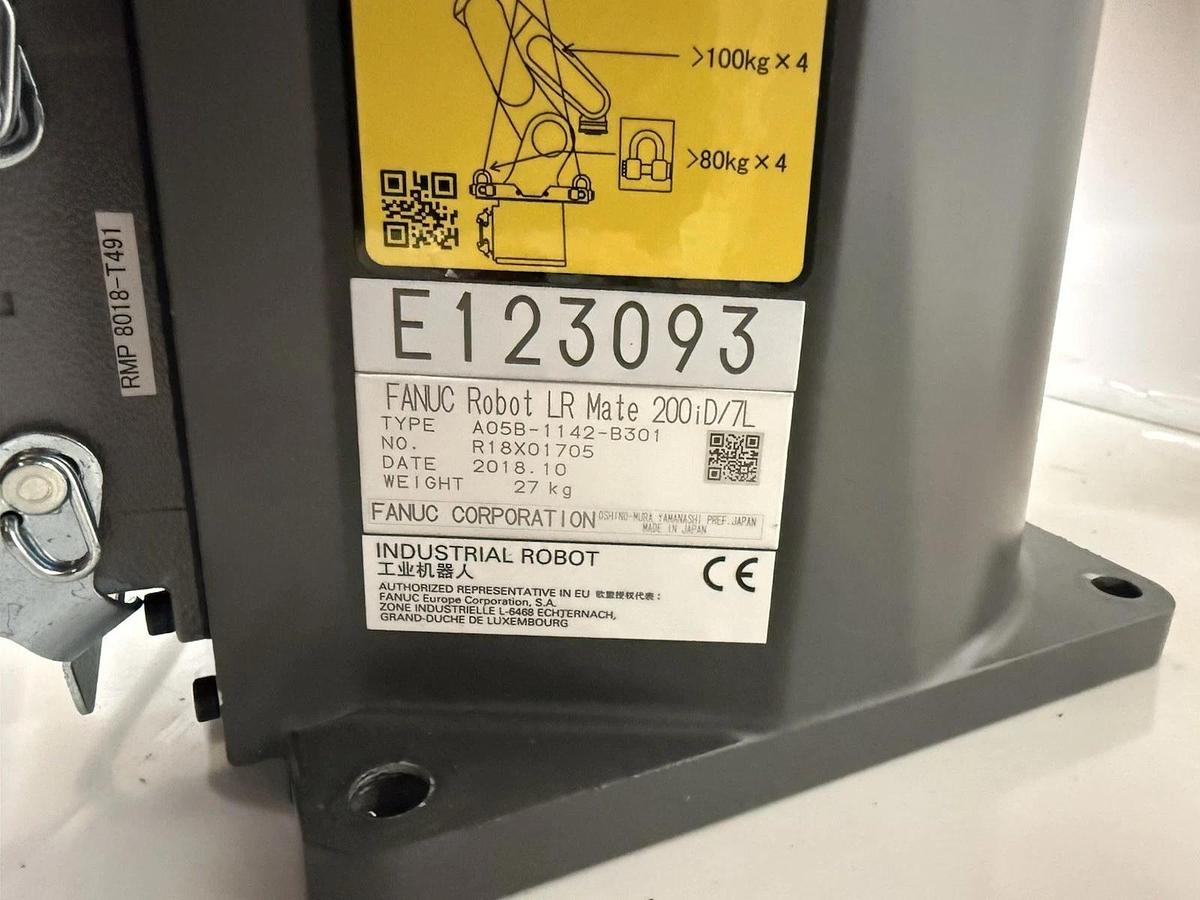 >100kg×4
>80kg×4
RMP 8018-T491
E123093
FANUC Robot LR Mate 200iD/7L
TYPE A05B-1142-B301
NO. R18X01705
DATE 2018.10
WEIGHT 27 kg
FANUC CORPORATION OSHINO-MURA YAMANASHI PREF. JAPAN
MADE IN JAPAN
INDUSTRIAL ROBOT
工业机器人
AUTHORIZED REPRESENTATIVE IN EU 欧盟授权代表:
FANUC Europe Corporation, S.A.
ZONE INDUSTRIELLE L-6468 ECHTERNACH,
GRAND-DUCHE DE LUXEMBOURG
CE